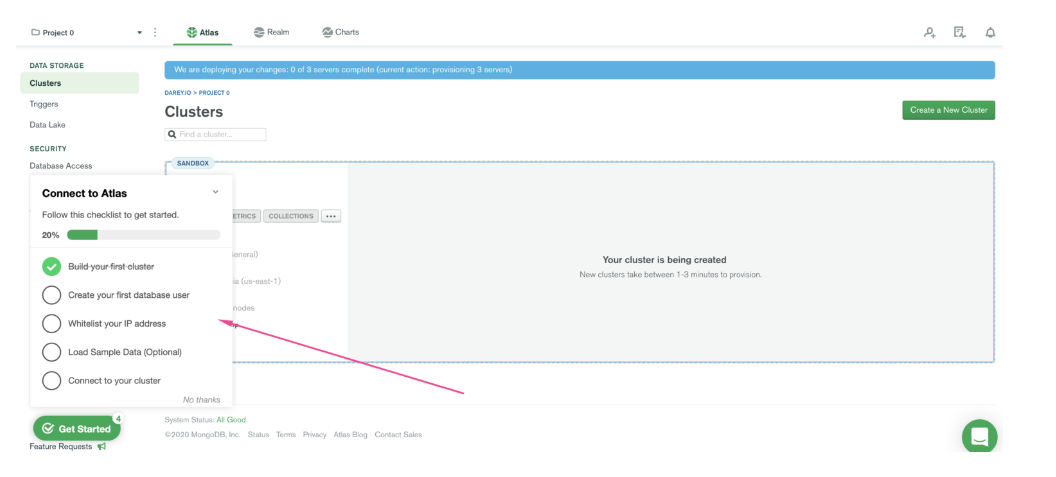 Project 0
Atlas
Realm
Charts
DATA STORAGE
Clusters
Triggers
Data Lake
SECURITY
Database Access
We are deploying your changes: 0 of 3 servers complete (current action: provisioning 3 servers)
DAREY.IO > PROJECT 0
Clusters
Create a New Cluster
Find a cluster...
SANDBOX
Connect to Atlas
Follow this checklist to get started.
20%
Build your first cluster
Create your first database user
Whitelist your IP address
Load Sample Data (Optional)
Connect to your cluster
No thanks
COLLECTIONS
(us-east-1)
Your cluster is being created
New clusters take between 1-3 minutes to provision.
Get Started
4
Feature Requests
System Status: All Good
©2020 MongoDB, Inc. Status Terms Privacy Atlas Blog Contact Sales